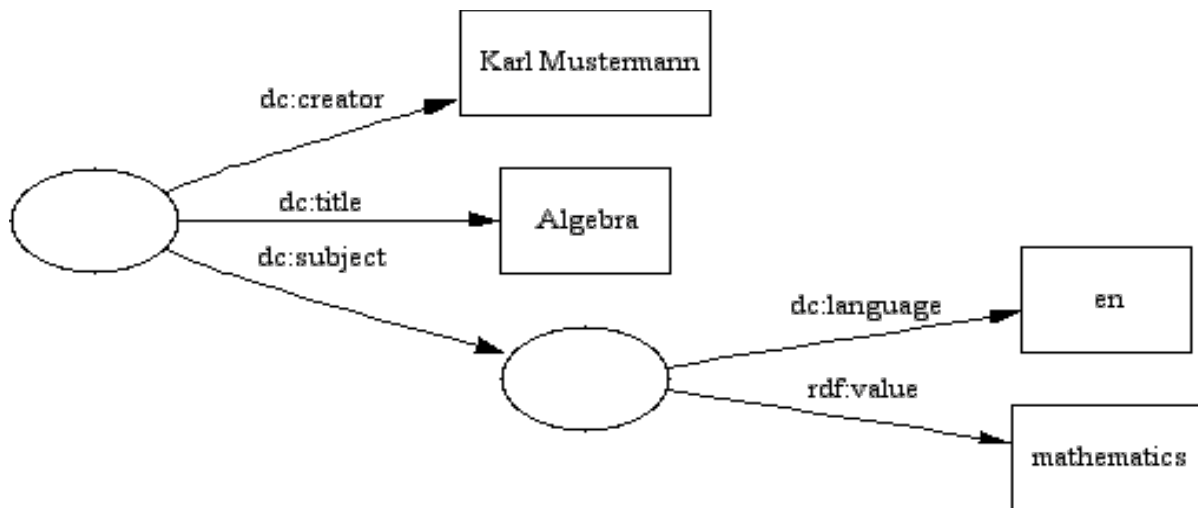 Karl Mustermann
dc:creator
dc:title
Algebra
dc:subject
dc:language
en
rdf:value
mathematics